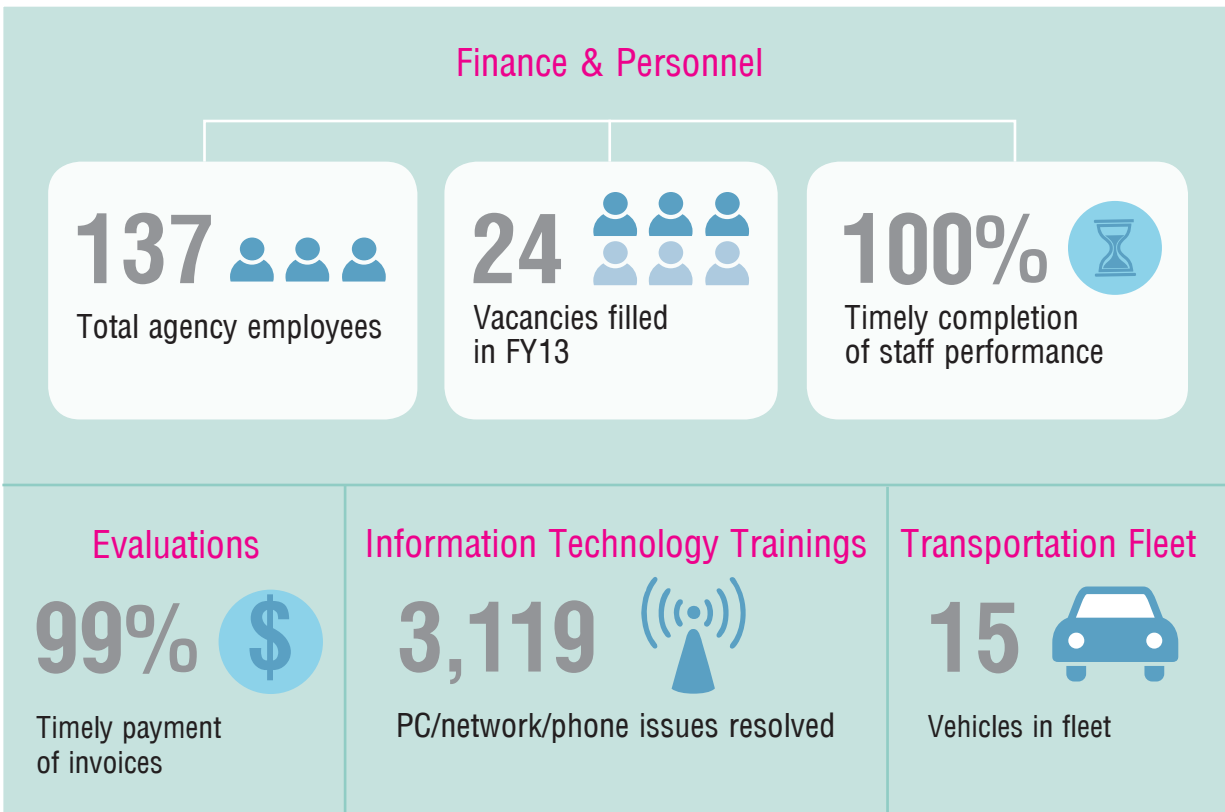 Finance & Personnel
137
Total agency employees
24
Vacancies filled
in FY13
100%
Timely completion
of staff performance
Evaluations
99%
$
Timely payment
of invoices
Information Technology Trainings
3,119
PC/network/phone issues resolved
Transportation Fleet
15
Vehicles in fleet